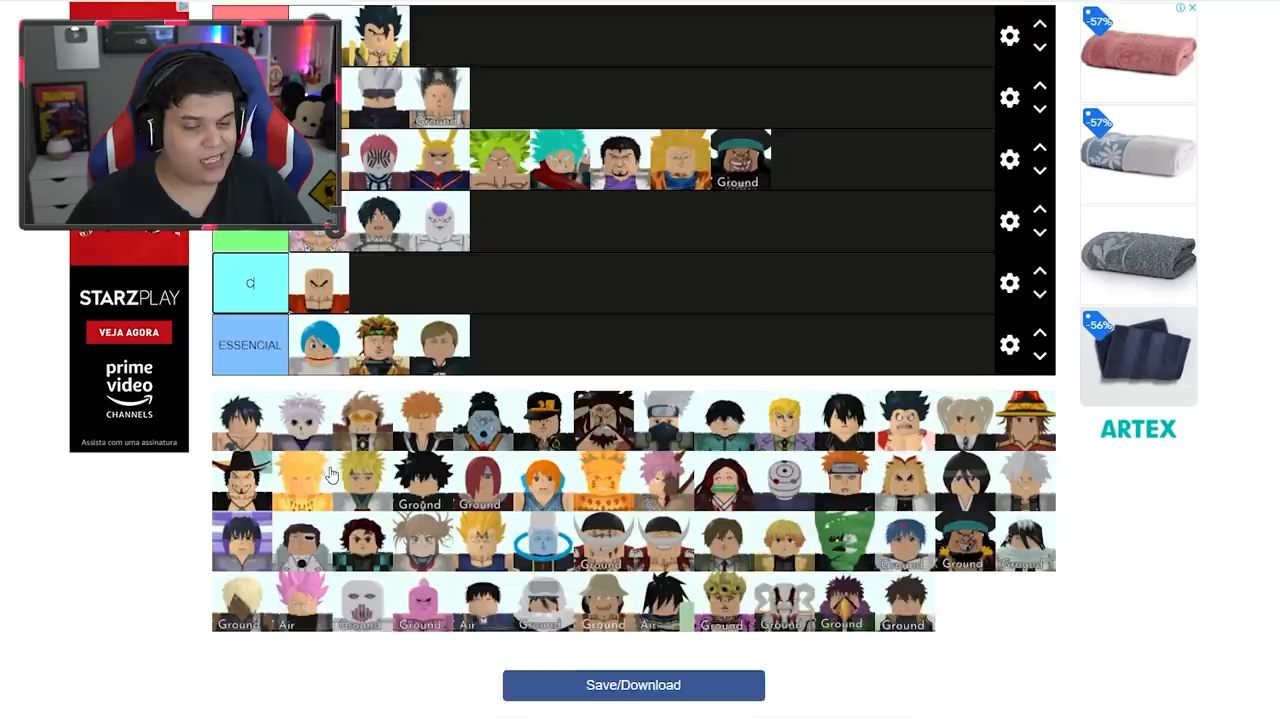 -57%
Ground
-57%
Ground
C
STARZPLAY
VEJA AGORA
ESSENCIAL
-56%
prime video
CHANNELS
ARTEX
Assista com uma assinatura
Ground
Ground
Ground
Ground
Ground
Ground
Ground
Air
Ground
Ground
Air
Ground
Ground
Air
Ground
Ground
Ground
Ground
Save/Download